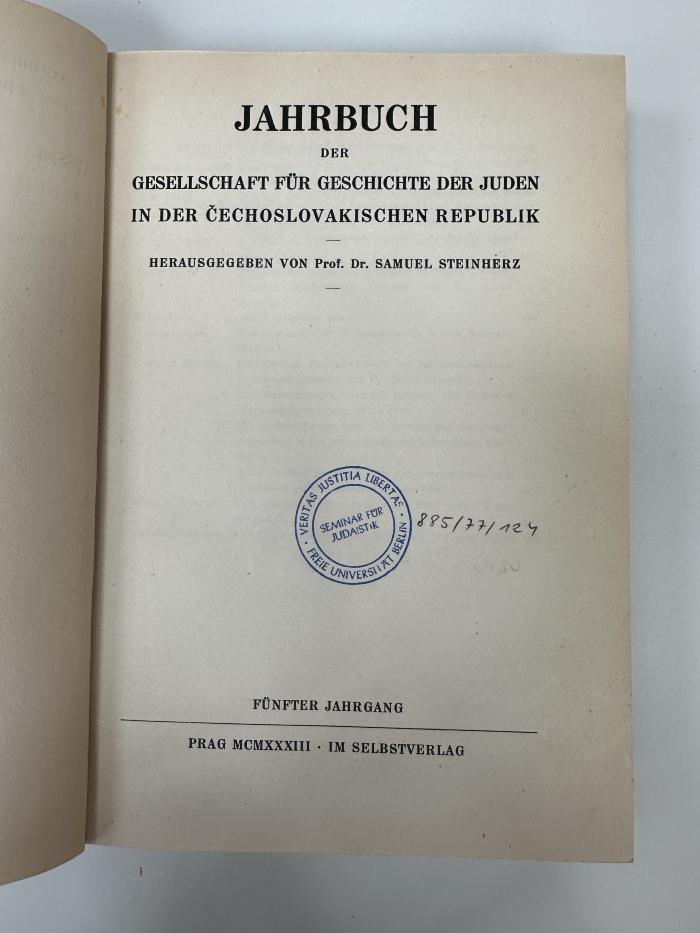 JAHRBUCH
DER
GESELLSCHAFT FÜR GESCHICHTE DER JUDEN
IN DER ČECHOSLOVAKISCHEN REPUBLIK
HERAUSGEGEBEN VON Prof. Dr. SAMUEL STEINHERZ
VERITAS JUSTITIA LIBERTAS
SEMINAR FÜR
JUDAISTIK
FREIE UNIVERSITÄT BERLIN
885/77/124
FÜNFTER JAHRGANG
PRAG MCMXXXIII · IM SELBSTVERLAG